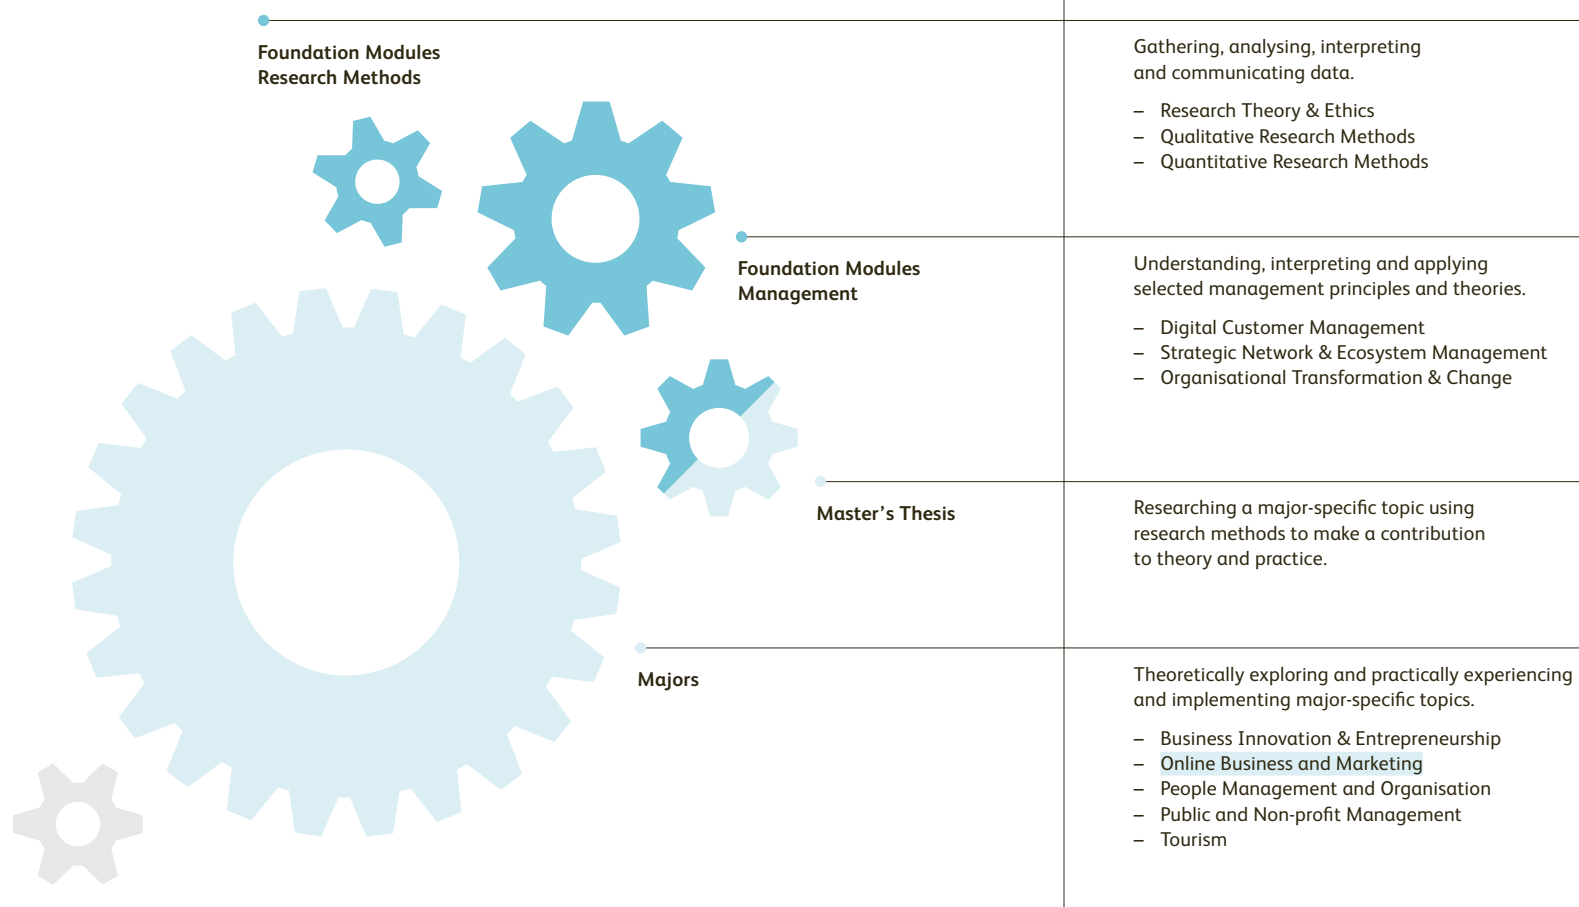 Foundation Modules
Research Methods
Gathering, analysing, interpreting
and communicating data.
– Research Theory & Ethics
– Qualitative Research Methods
– Quantitative Research Methods
Foundation Modules
Management
Understanding, interpreting and applying
selected management principles and theories.
– Digital Customer Management
– Strategic Network & Ecosystem Management
– Organisational Transformation & Change
Master’s Thesis
Researching a major-specific topic using
research methods to make a contribution
to theory and practice.
Majors
Theoretically exploring and practically experiencing
and implementing major-specific topics.
– Business Innovation & Entrepreneurship
– Online Business and Marketing
– People Management and Organisation
– Public and Non-profit Management
– Tourism